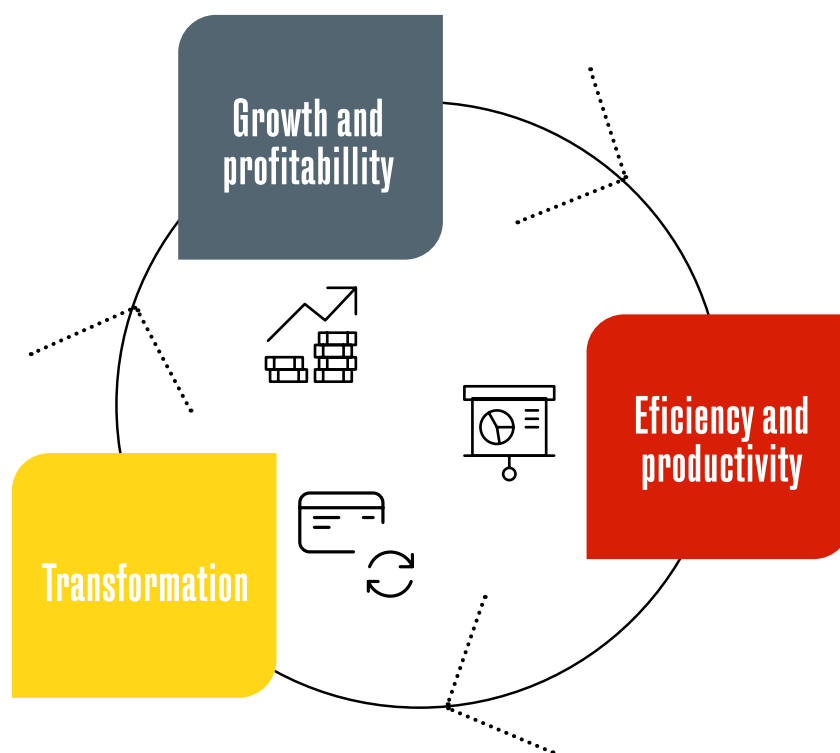 Growth and
profitabillity
Eficiency and
productivity
Transformation